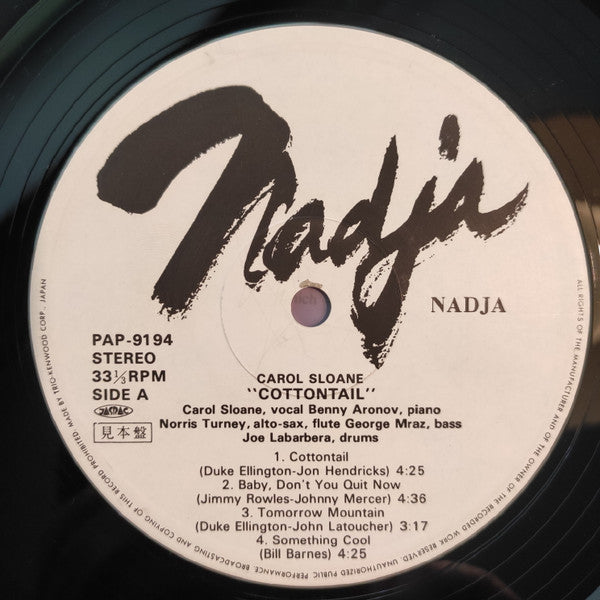 Nadja
NADJA
PAP-9194
STEREO
33 1/3 RPM
SIDE A
JASRAC
見本盤
CAROL SLOANE
"COTTONTAIL"
Carol Sloane, vocal Benny Aronov, piano
Norris Turney, alto-sax, flute George Mraz, bass
Joe Labarbera, drums
1. Cottontail
(Duke Ellington-Jon Hendricks) 4:25
2. Baby, Don't You Quit Now
(Jimmy Rowles-Johnny Mercer) 4:36
3. Tomorrow Mountain
(Duke Ellington-John Latoucher) 3:17
4. Something Cool
(Bill Barnes) 4:25
ALL RIGHTS OF THE MANUFACTURER AND OF THE OWNER OF THE RECORDED WORK RESERVED. UNAUTHORIZED PUBLIC PERFORMANCE, BROADCASTING AND COPYING OF THIS RECORD PROHIBITED. MADE BY TRIO-KENWOOD CORP., JAPAN